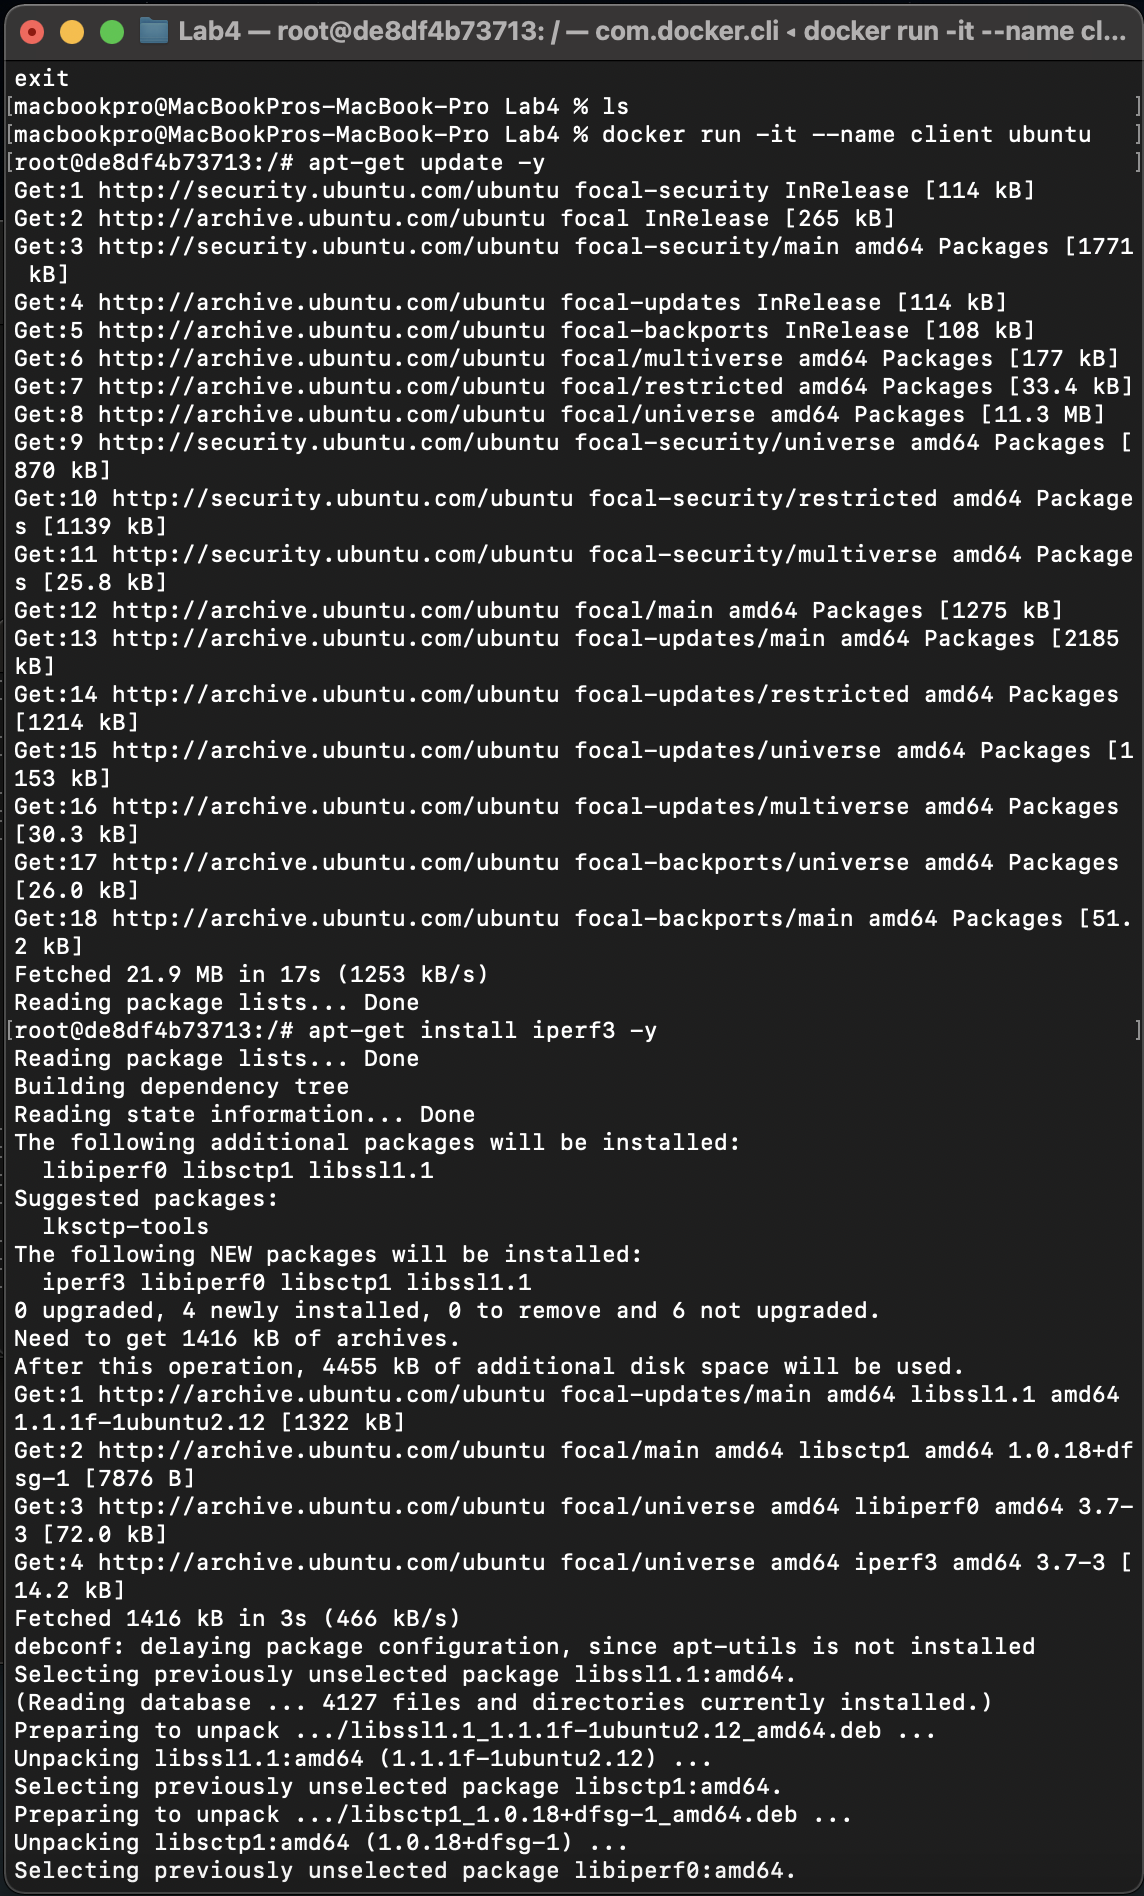 Lab4 — root@de8df4b73713: / — com.docker.cli ◂ docker run -it --name cl...
exit
[macbookpro@MacBookPros-MacBook-Pro Lab4 % ls ]
[macbookpro@MacBookPros-MacBook-Pro Lab4 % docker run -it --name client ubuntu ]
[root@de8df4b73713:/# apt-get update -y ]
Get:1 http://security.ubuntu.com/ubuntu focal-security InRelease [114 kB]
Get:2 http://archive.ubuntu.com/ubuntu focal InRelease [265 kB]
Get:3 http://security.ubuntu.com/ubuntu focal-security/main amd64 Packages [1771
 kB]
Get:4 http://archive.ubuntu.com/ubuntu focal-updates InRelease [114 kB]
Get:5 http://archive.ubuntu.com/ubuntu focal-backports InRelease [108 kB]
Get:6 http://archive.ubuntu.com/ubuntu focal/multiverse amd64 Packages [177 kB]
Get:7 http://archive.ubuntu.com/ubuntu focal/restricted amd64 Packages [33.4 kB]
Get:8 http://archive.ubuntu.com/ubuntu focal/universe amd64 Packages [11.3 MB]
Get:9 http://security.ubuntu.com/ubuntu focal-security/universe amd64 Packages [
870 kB]
Get:10 http://security.ubuntu.com/ubuntu focal-security/restricted amd64 Package
s [1139 kB]
Get:11 http://security.ubuntu.com/ubuntu focal-security/multiverse amd64 Package
s [25.8 kB]
Get:12 http://archive.ubuntu.com/ubuntu focal/main amd64 Packages [1275 kB]
Get:13 http://archive.ubuntu.com/ubuntu focal-updates/main amd64 Packages [2185 
kB]
Get:14 http://archive.ubuntu.com/ubuntu focal-updates/restricted amd64 Packages 
[1214 kB]
Get:15 http://archive.ubuntu.com/ubuntu focal-updates/universe amd64 Packages [1
153 kB]
Get:16 http://archive.ubuntu.com/ubuntu focal-updates/multiverse amd64 Packages 
[30.3 kB]
Get:17 http://archive.ubuntu.com/ubuntu focal-backports/universe amd64 Packages 
[26.0 kB]
Get:18 http://archive.ubuntu.com/ubuntu focal-backports/main amd64 Packages [51.
2 kB]
Fetched 21.9 MB in 17s (1253 kB/s)
Reading package lists... Done
[root@de8df4b73713:/# apt-get install iperf3 -y ]
Reading package lists... Done
Building dependency tree
Reading state information... Done
The following additional packages will be installed:
  libiperf0 libsctp1 libssl1.1
Suggested packages:
  lksctp-tools
The following NEW packages will be installed:
  iperf3 libiperf0 libsctp1 libssl1.1
0 upgraded, 4 newly installed, 0 to remove and 6 not upgraded.
Need to get 1416 kB of archives.
After this operation, 4455 kB of additional disk space will be used.
Get:1 http://archive.ubuntu.com/ubuntu focal-updates/main amd64 libssl1.1 amd64 
1.1.1f-1ubuntu2.12 [1322 kB]
Get:2 http://archive.ubuntu.com/ubuntu focal/main amd64 libsctp1 amd64 1.0.18+df
sg-1 [7876 B]
Get:3 http://archive.ubuntu.com/ubuntu focal/universe amd64 libiperf0 amd64 3.7-
3 [72.0 kB]
Get:4 http://archive.ubuntu.com/ubuntu focal/universe amd64 iperf3 amd64 3.7-3 [
14.2 kB]
Fetched 1416 kB in 3s (466 kB/s)
debconf: delaying package configuration, since apt-utils is not installed
Selecting previously unselected package libssl1.1:amd64.
(Reading database ... 4127 files and directories currently installed.)
Preparing to unpack .../libssl1.1_1.1.1f-1ubuntu2.12_amd64.deb ...
Unpacking libssl1.1:amd64 (1.1.1f-1ubuntu2.12) ...
Selecting previously unselected package libsctp1:amd64.
Preparing to unpack .../libsctp1_1.0.18+dfsg-1_amd64.deb ...
Unpacking libsctp1:amd64 (1.0.18+dfsg-1) ...
Selecting previously unselected package libiperf0:amd64.